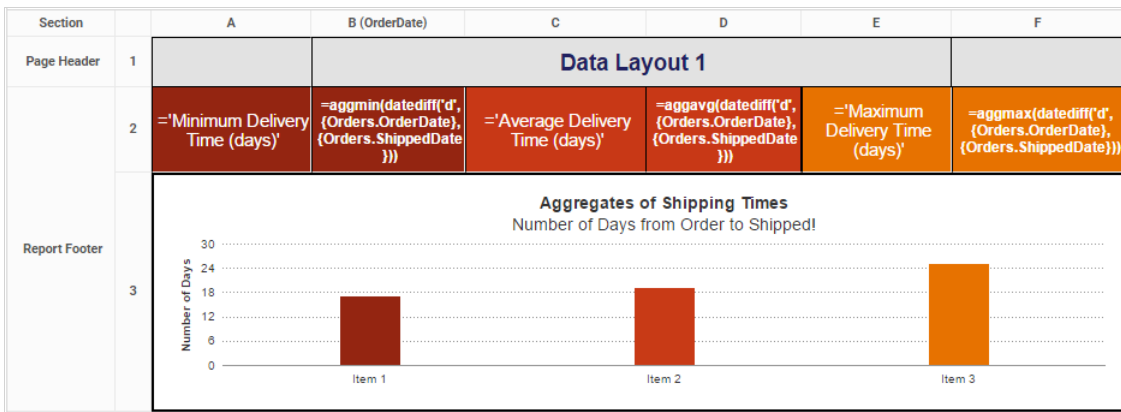 Section A B (OrderDate) C D E F
Page Header 1 Data Layout 1
Report Footer
2
='Minimum Delivery
Time (days)'
=aggmin(datediff('d',
{Orders.OrderDate},
{Orders.ShippedDate
}))
='Average Delivery
Time (days)'
=aggavg(datediff('d',
{Orders.OrderDate},
{Orders.ShippedDate
}))
='Maximum
Delivery Time
(days)'
=aggmax(datediff('d',
{Orders.OrderDate},
{Orders.ShippedDate}))
3
Aggregates of Shipping Times
Number of Days from Order to Shipped!
Number of Days
30
24
18
12
6
0
Item 1 Item 2 Item 3